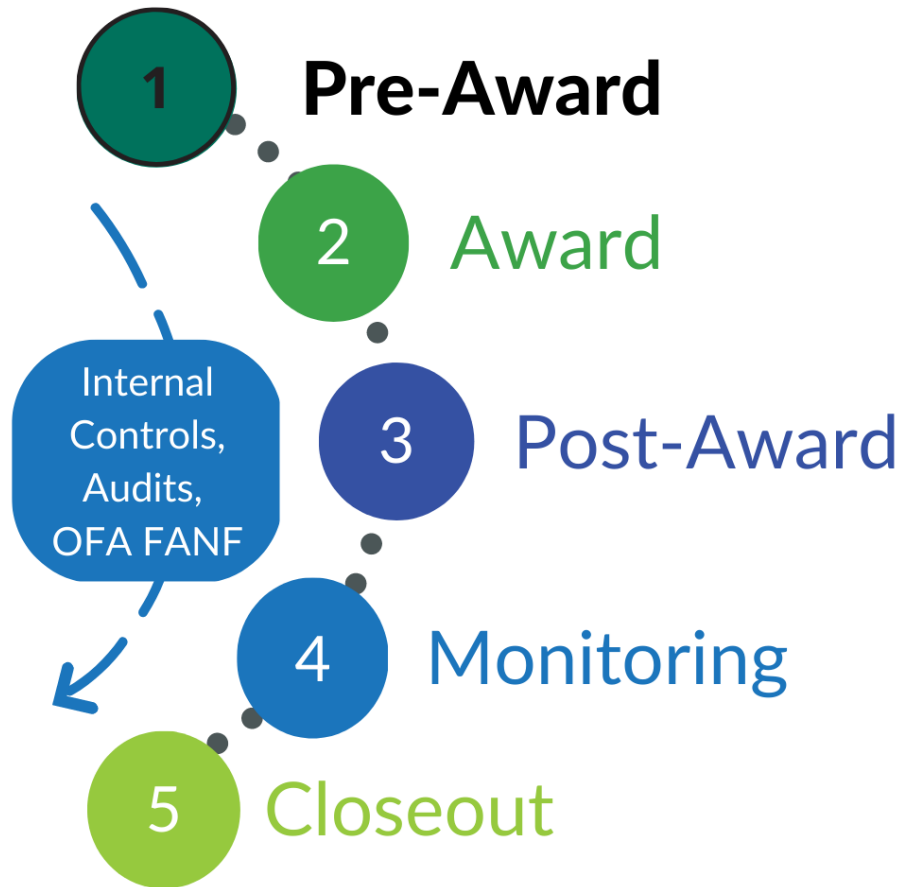 1
Pre-Award
2
Award
Internal
Controls,
Audits,
OFA FANF
3
Post-Award
4
Monitoring
5
Closeout